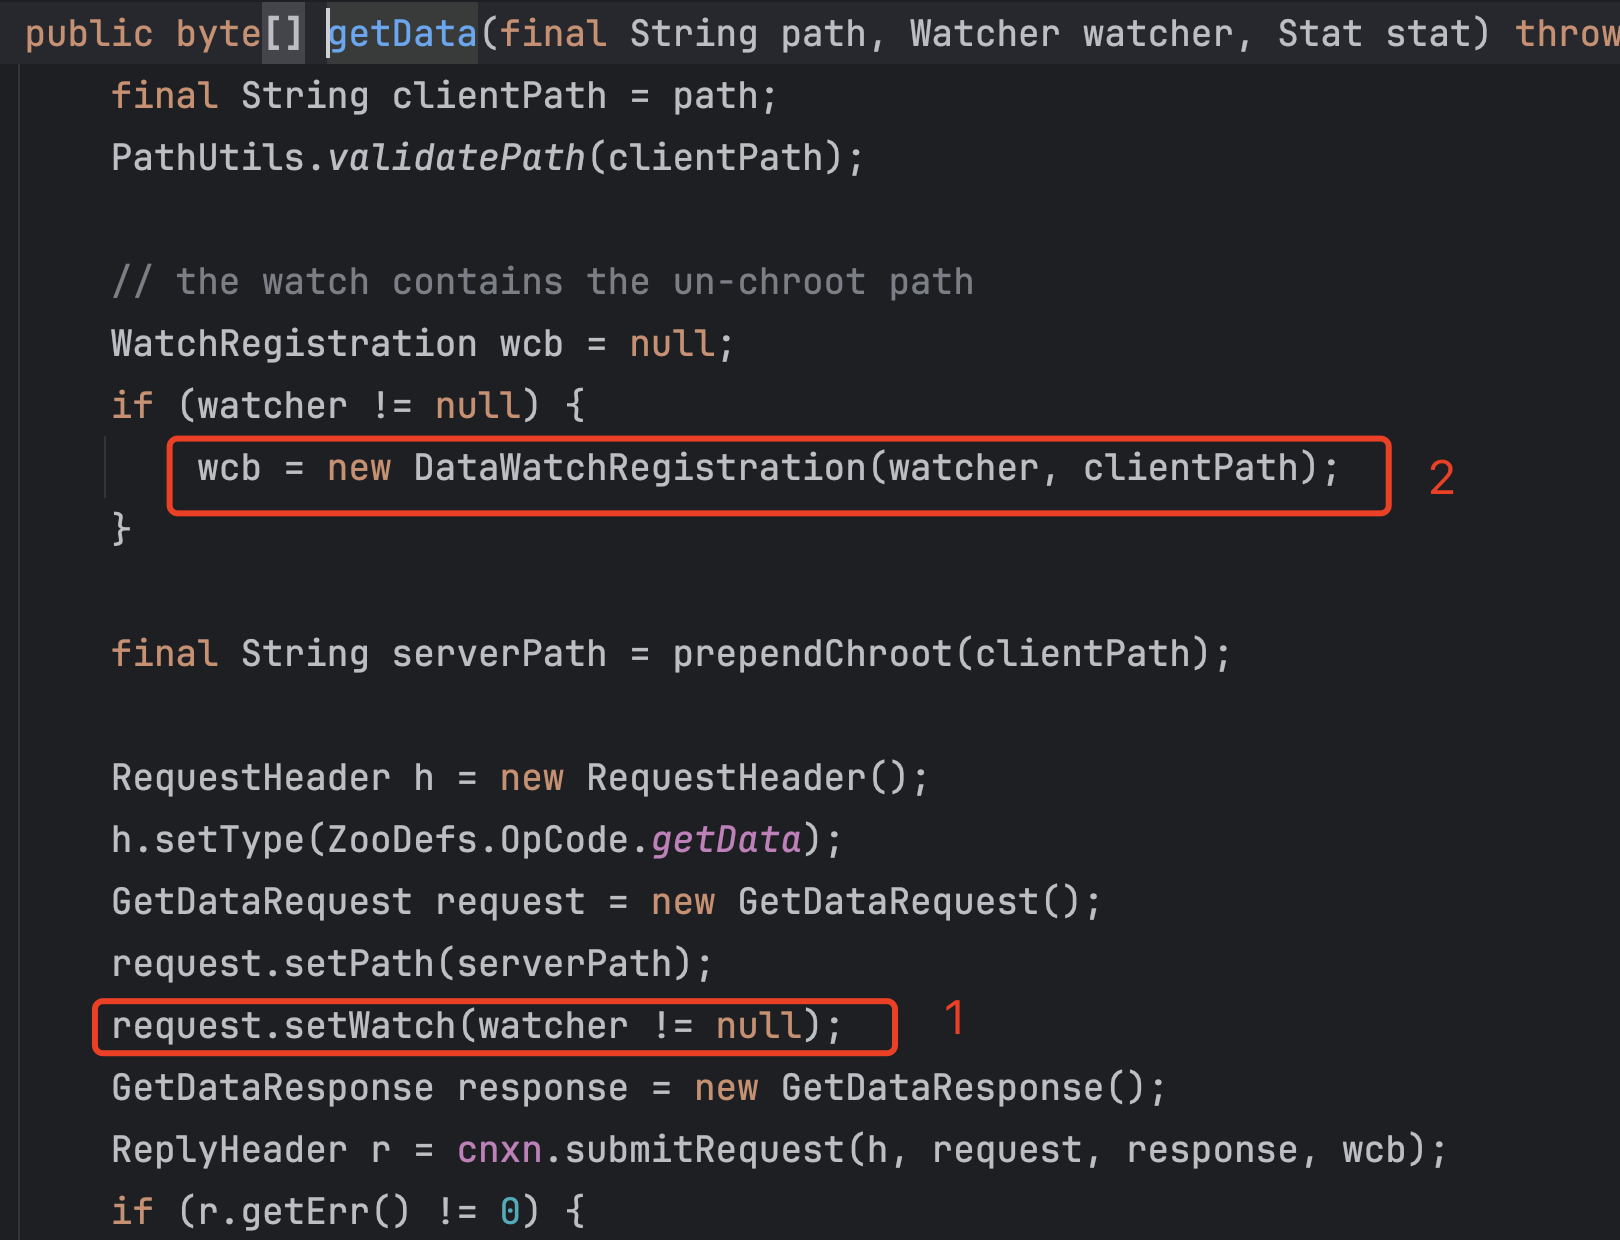 public byte[] getData(final String path, Watcher watcher, Stat stat) throw
final String clientPath = path;
PathUtils.validatePath(clientPath);
// the watch contains the un-chroot path
WatchRegistration wcb = null;
if (watcher != null) {
wcb = new DataWatchRegistration(watcher, clientPath);
2
}
final String serverPath = prependChroot(clientPath);
RequestHeader h = new RequestHeader();
h.setType(ZooDefs.OpCode.getData);
GetDataRequest request = new GetDataRequest();
request.setPath(serverPath);
request.setWatch(watcher != null);
1
GetDataResponse response = new GetDataResponse();
ReplyHeader r = cnxn.submitRequest(h, request, response, wcb);
if (r.getErr() != 0) {